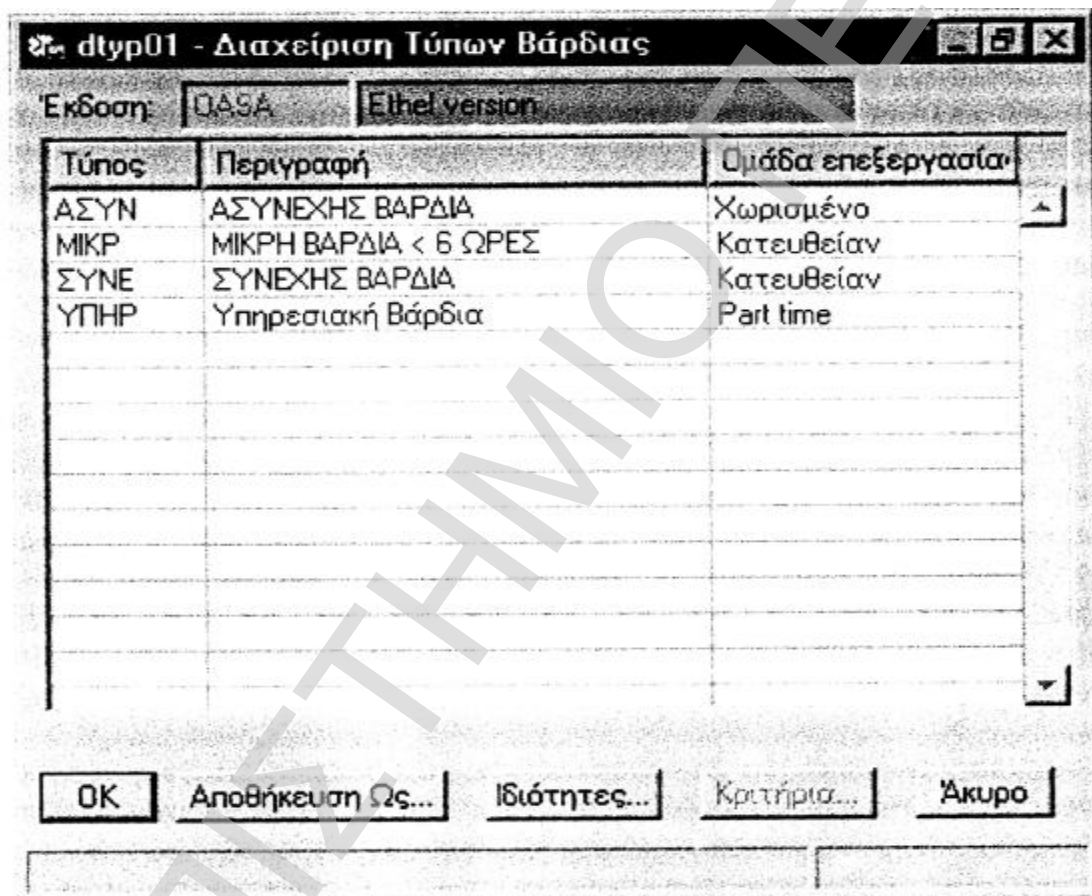 dtyp01 - Διαχείριση Τύπων Βάρδιας
Έκδοση: OASA Ethel version
Τύπος Περιγραφή Ομάδα επεξεργασία
ΑΣΥΝ ΑΣΥΝΕΧΗΣ ΒΑΡΔΙΑ Χωρισμένο
ΜΙΚΡ ΜΙΚΡΗ ΒΑΡΔΙΑ < 6 ΩΡΕΣ Κατευθείαν
ΣΥΝΕ ΣΥΝΕΧΗΣ ΒΑΡΔΙΑ Κατευθείαν
ΥΠΗΡ Υπηρεσιακή Βάρδια Part time
OK Αποθήκευση Ως... Ιδιότητες... Κριτήρια... Άκυρο